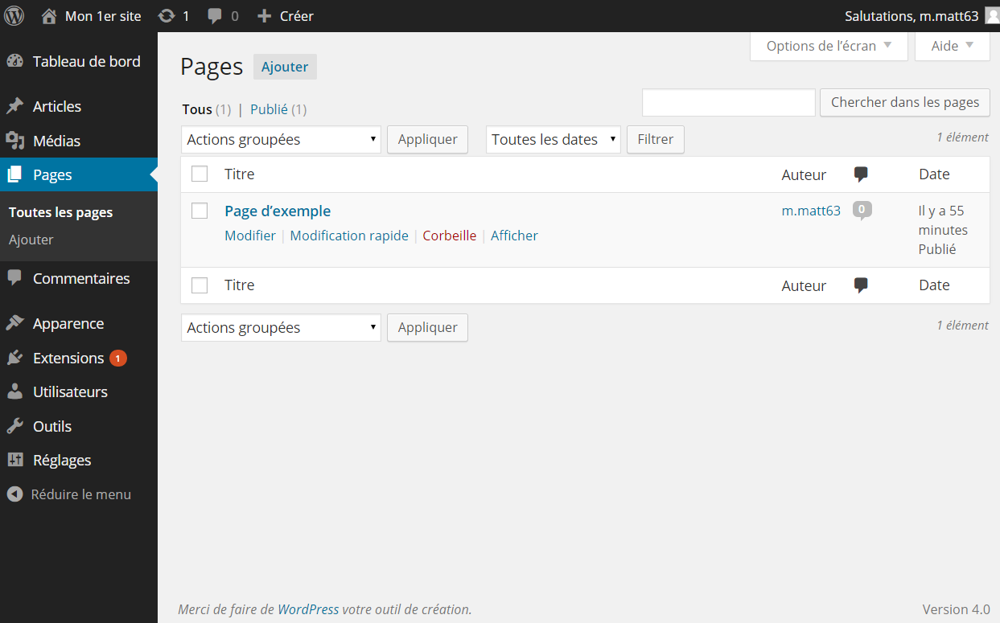 Mon 1er site 1 0 Créer Salutations, m.matt63
Options de l’écran Aide
Tableau de bord
Articles
Médias
Pages
Toutes les pages
Ajouter
Commentaires
Apparence
Extensions 1
Utilisateurs
Outils
Réglages
Réduire le menu
Pages Ajouter
Tous (1) | Publié (1)
Chercher dans les pages
Actions groupées Appliquer Toutes les dates Filtrer 1 élément
Titre Auteur Date
Page d’exemple m.matt63 0 Il y a 55
minutes
Publié
Modifier | Modification rapide | Corbeille | Afficher
Titre Auteur Date
Actions groupées Appliquer 1 élément
Merci de faire de WordPress votre outil de création. Version 4.0